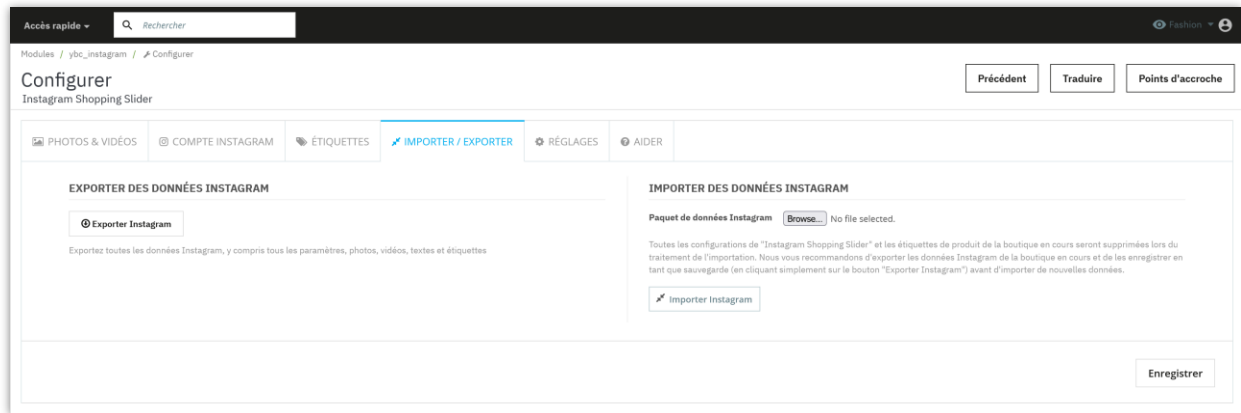 Accès rapide
Rechercher
Fashion
Modules / ybc_instagram / Configurer
Configurer
Instagram Shopping Slider
Précédent
Traduire
Points d'accroche
PHOTOS & VIDÉOS
COMPTE INSTAGRAM
ÉTIQUETTES
IMPORTER / EXPORTER
RÉGLAGES
AIDER
EXPORTER DES DONNÉES INSTAGRAM
Exporter Instagram
Exportez toutes les données Instagram, y compris tous les paramètres, photos, vidéos, textes et étiquettes
IMPORTER DES DONNÉES INSTAGRAM
Paquet de données Instagram Browse... No file selected.
Toutes les configurations de "Instagram Shopping Slider" et les étiquettes de produit de la boutique en cours seront supprimées lors du
traitement de l'importation. Nous vous recommandons d'exporter les données Instagram de la boutique en cours et de les enregistrer en
tant que sauvegarde (en cliquant simplement sur le bouton "Exporter Instagram") avant d'importer de nouvelles données.
Importer Instagram
Enregistrer